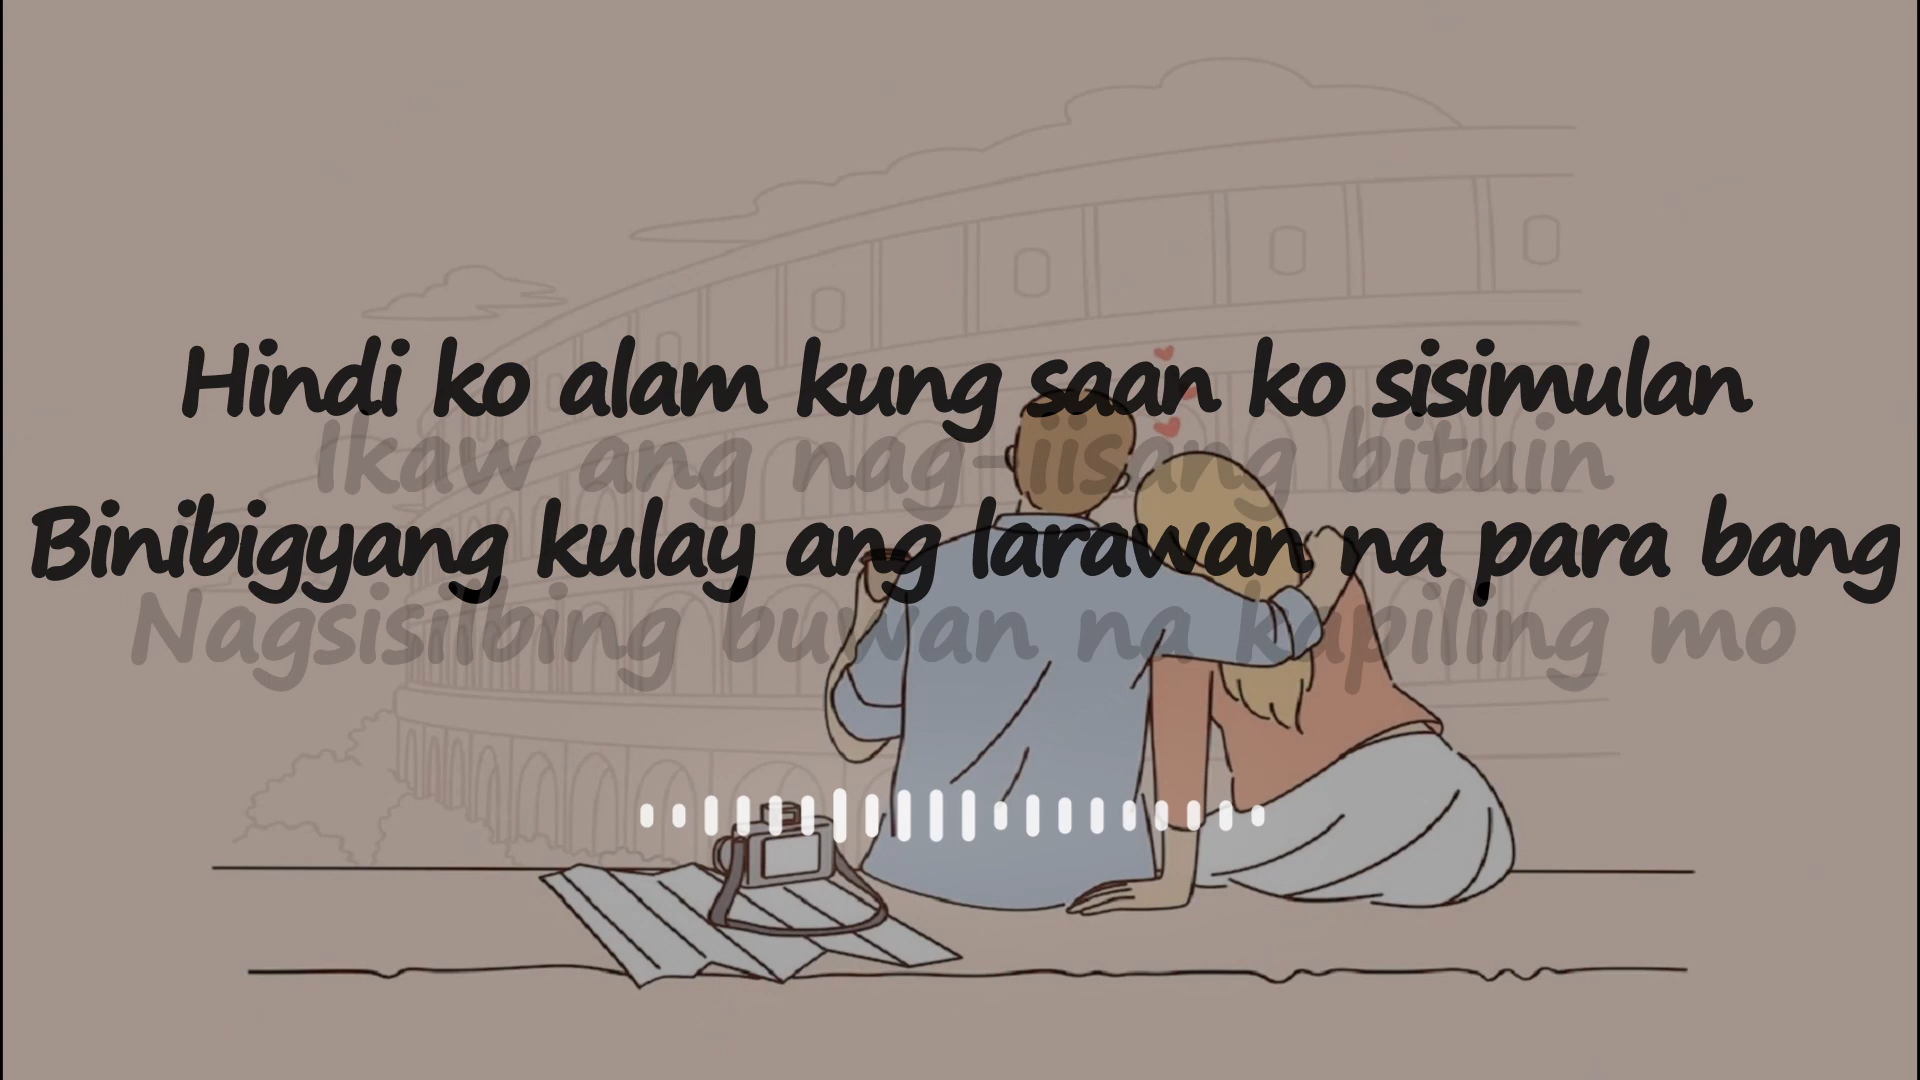 Hindi ko alam kung saan ko sisimulan
Ikaw ang nag-iisang bituin
Binibigyang kulay ang larawan na para bang
Nagsisilbing buwan na kapiling mo